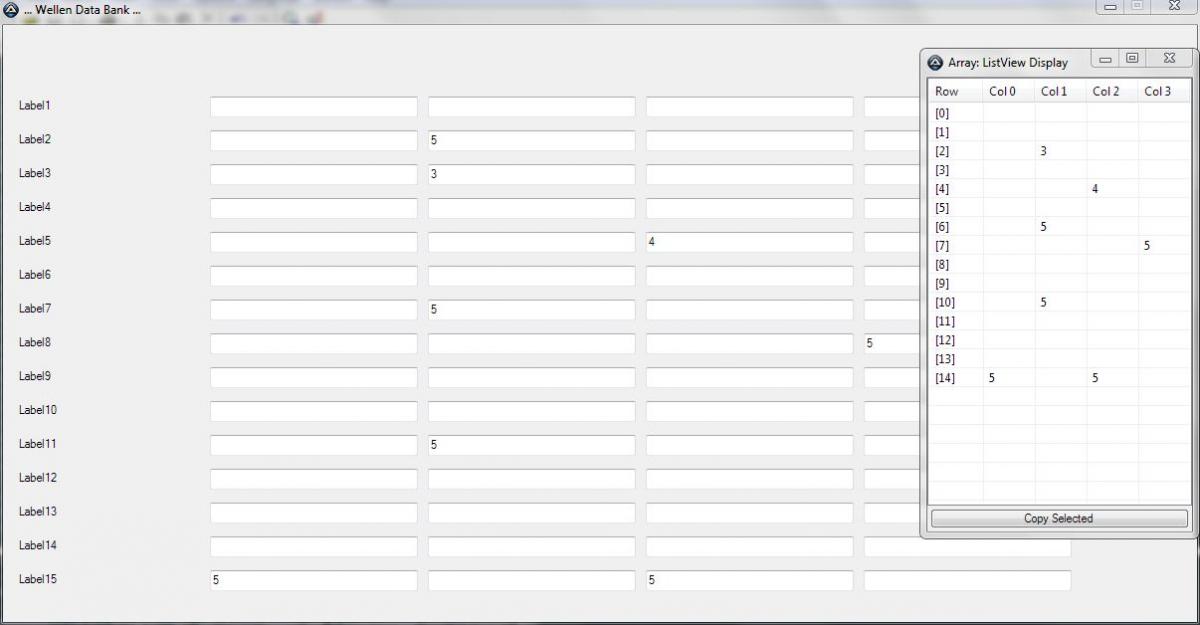 ... Wellen Data Bank ...
Label1
Label2 5
Label3 3
Label4
Label5 4
Label6
Label7 5
Label8 5
Label9
Label10
Label11 5
Label12
Label13
Label14
Label15 5 5
Array: ListView Display
Row Col 0 Col 1 Col 2 Col 3
[0]
[1]
[2] 3
[3]
[4] 4
[5]
[6] 5
[7] 5
[8]
[9]
[10] 5
[11]
[12]
[13]
[14] 5 5
Copy Selected